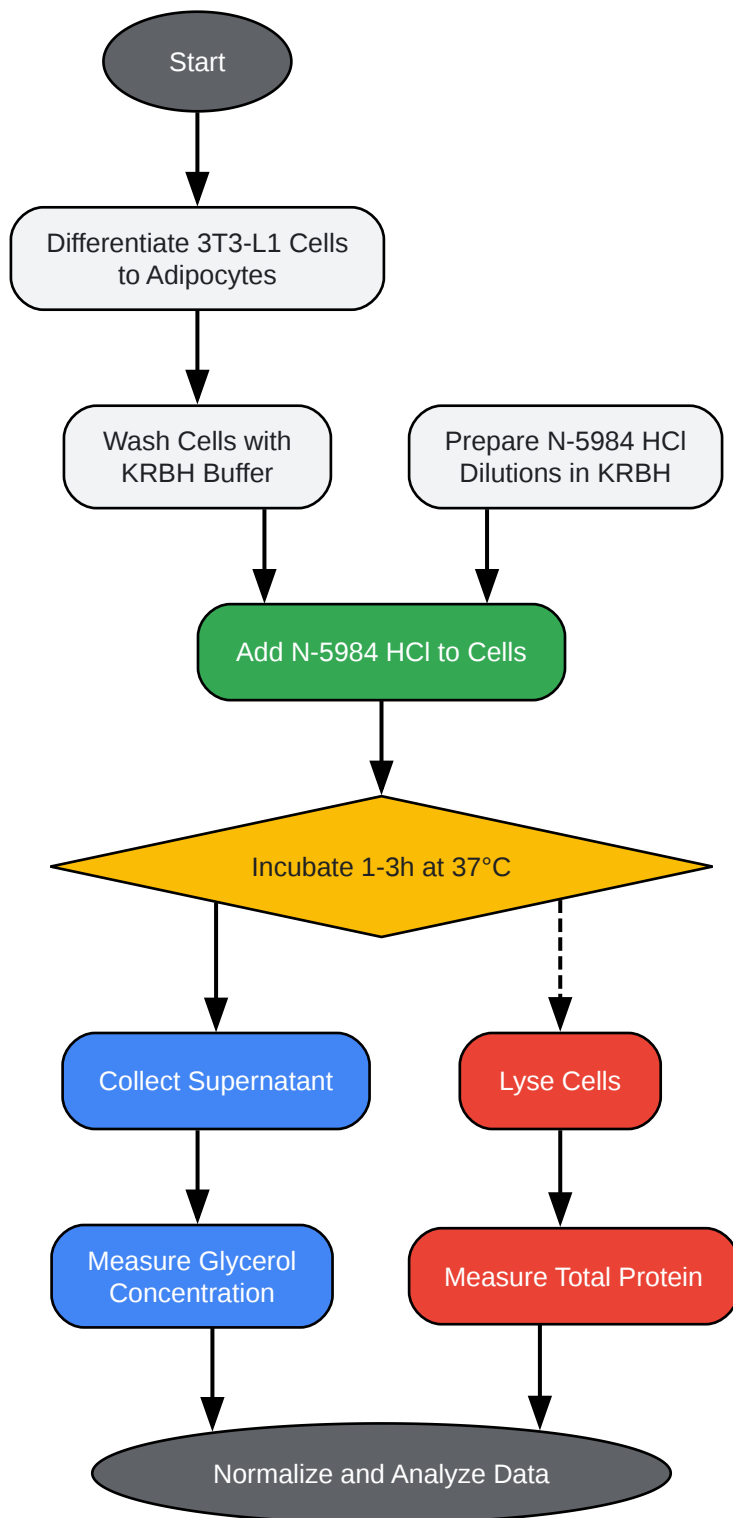 Start
Differentiate 3T3-L1 Cells
to Adipocytes
Wash Cells with
KRBH Buffer
Prepare N-5984 HCl
Dilutions in KRBH
Add N-5984 HCl to Cells
Incubate 1-3h at 37°C
Collect Supernatant
Lyse Cells
Measure Glycerol
Concentration
Measure Total Protein
Normalize and Analyze Data